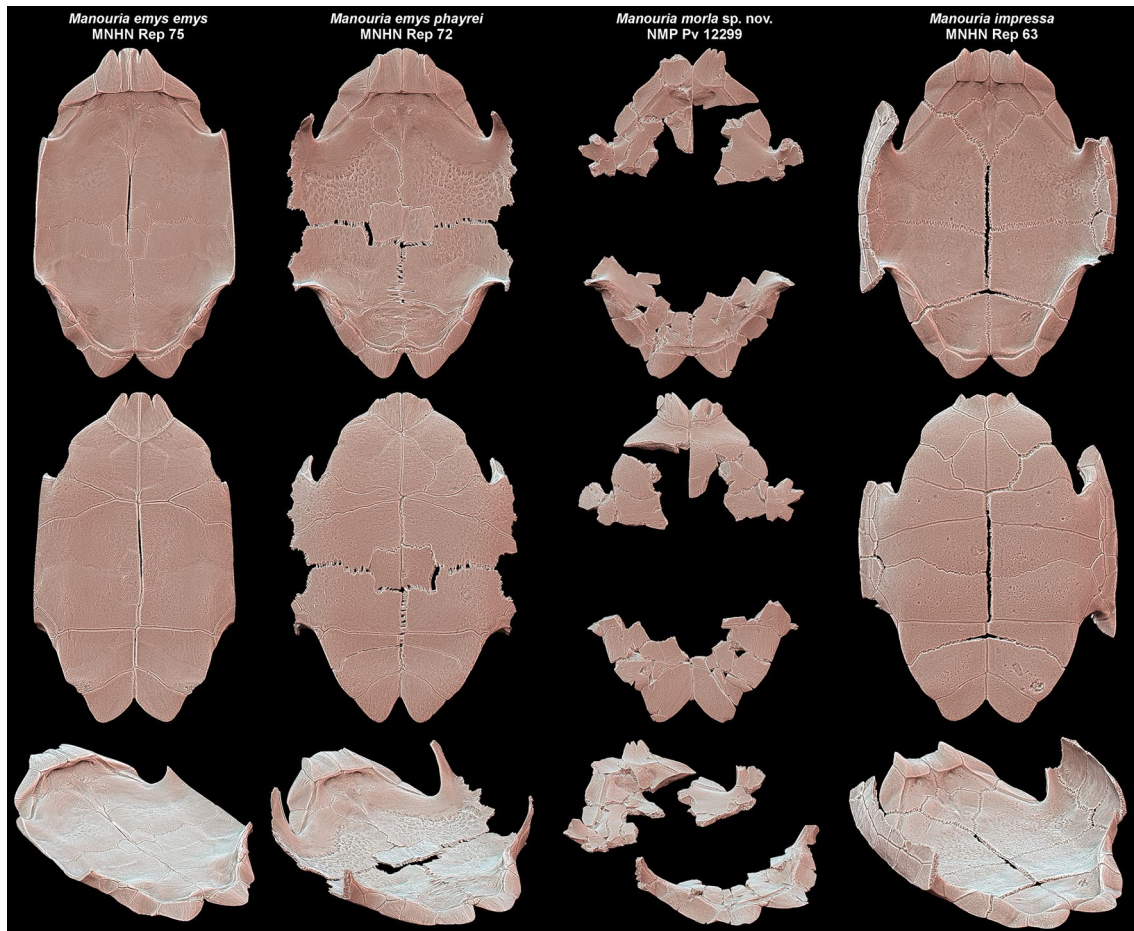 Manouria emys emys
MNHN Rep 75
Manouria emys phayrei
MNHN Rep 72
Manouria morla sp. nov.
NMP Pv 12299
Manouria impressa
MNHN Rep 63